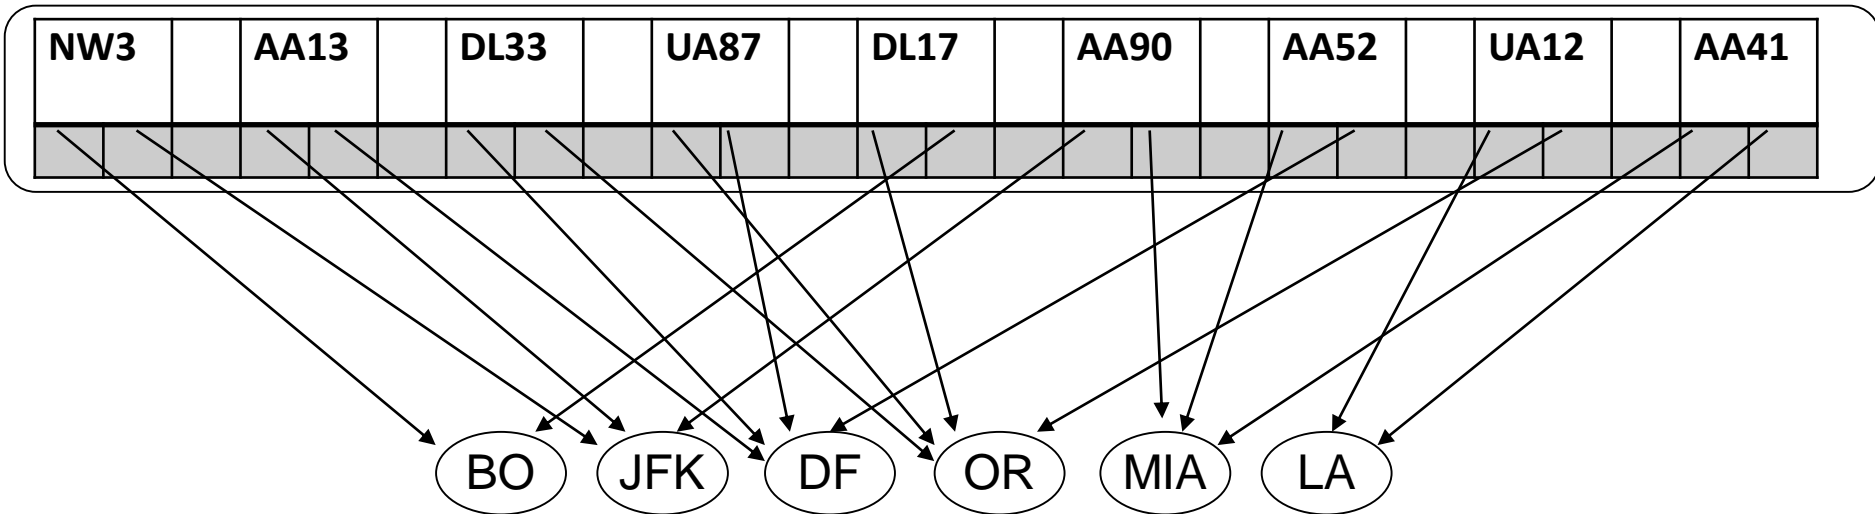 NW3 AA13 DL33 UA87 DL17 AA90 AA52 UA12 AA41
BO JFK DF OR MIA LA